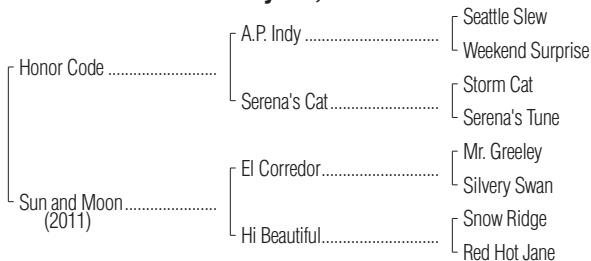 Seattle Slew
A.P. Indy ..............................
Weekend Surprise
Honor Code ........................
Storm Cat
Serena's Cat........................
Serena's Tune
Mr. Greeley
El Corredor..........................
Silvery Swan
Sun and Moon....................
(2011)
Snow Ridge
Hi Beautiful..........................
Red Hot Jane